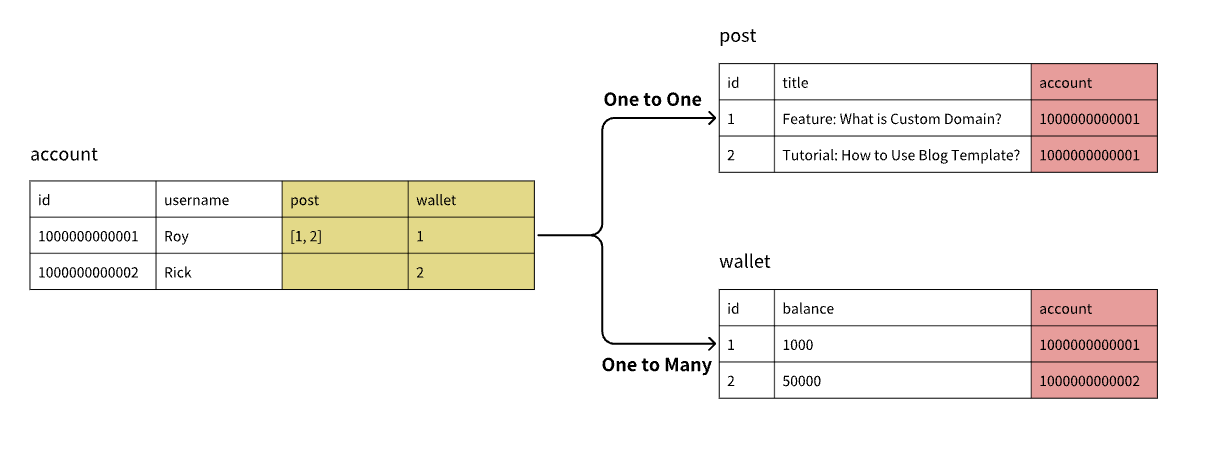 post
id title account
One to One
1 Feature: What is Custom Domain? 1000000000001
2 Tutorial: How to Use Blog Template? 1000000000001
account
id username post wallet
1000000000001 Roy [1, 2] 1
1000000000002 Rick 2
wallet
id balance account
1 1000 1000000000001
One to Many
2 50000 1000000000002